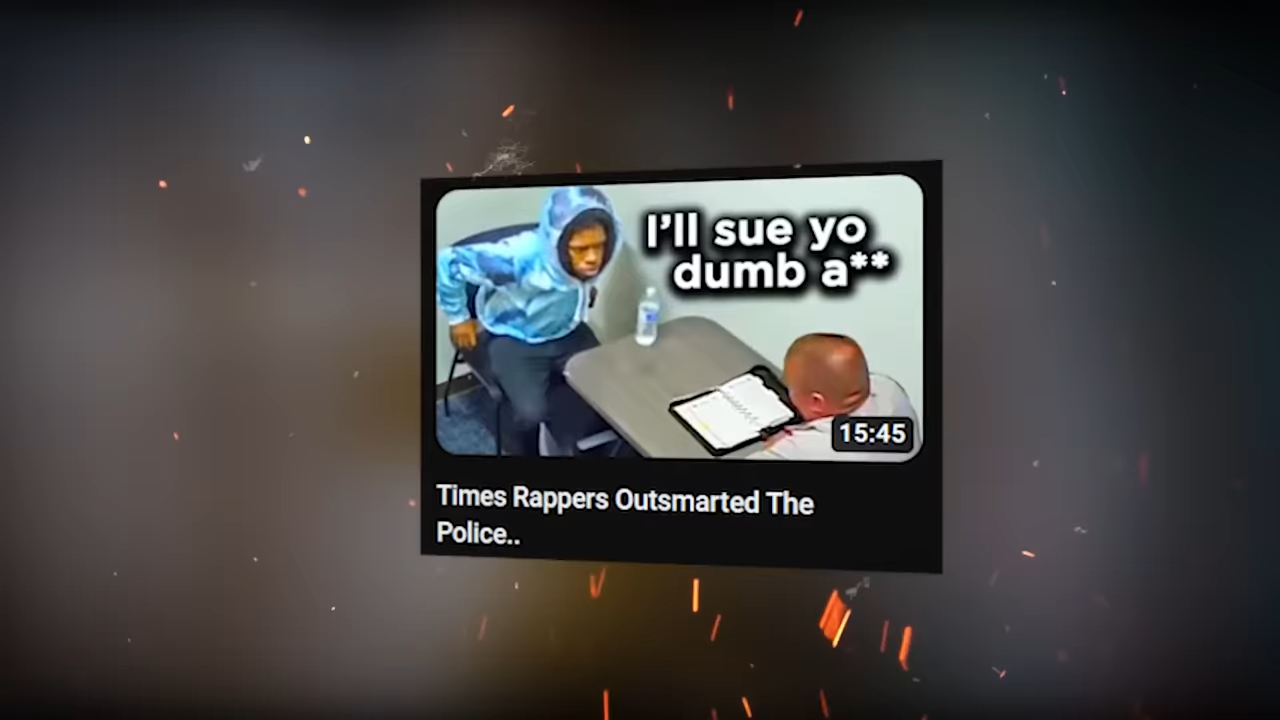 I'll sue yo
dumb a**
15:45
Times Rappers Outsmarted The
Police..